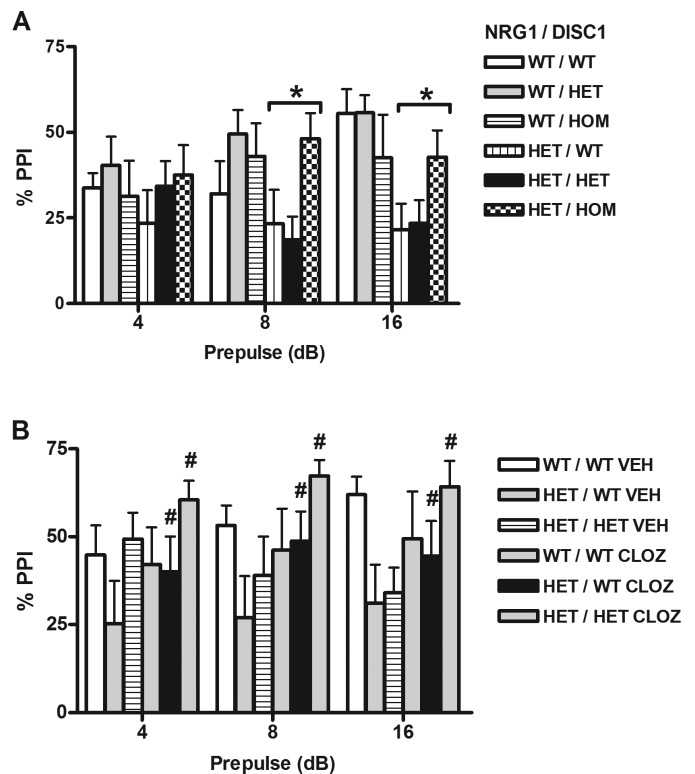 A
NRG1 / DISC1
75
50
25
0
% PPI
* *
4 8 16
Prepulse (dB)
WT / WT
WT / HET
WT / HOM
HET / WT
HET / HET
HET / HOM
B
75
50
25
0
% PPI
# # # # # #
4 8 16
Prepulse (dB)
WT / WT VEH
HET / WT VEH
HET / HET VEH
WT / WT CLOZ
HET / WT CLOZ
HET / HET CLOZ